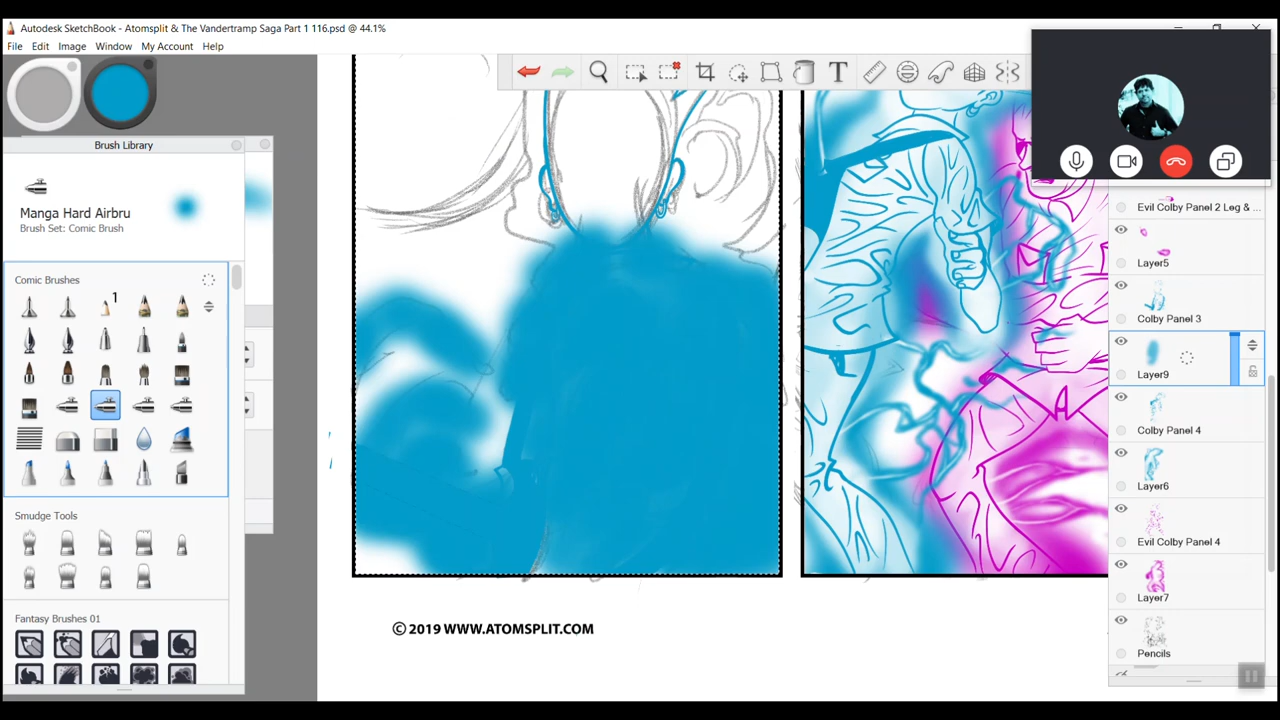 Autodesk SketchBook - Atomsplit & The Vandertramp Saga Part 1 116.psd @ 44.1%
File Edit Image Window My Account Help
Brush Library
Manga Hard Airbru
Brush Set: Comic Brush
Comic Brushes
1
Smudge Tools
Fantasy Brushes 01
T
Evil Colby Panel 2 Leg & ...
Layer5
Colby Panel 3
Layer9
Colby Panel 4
Layer6
Evil Colby Panel 4
Layer7
Pencils
© 2019 WWW.ATOMSPLIT.COM